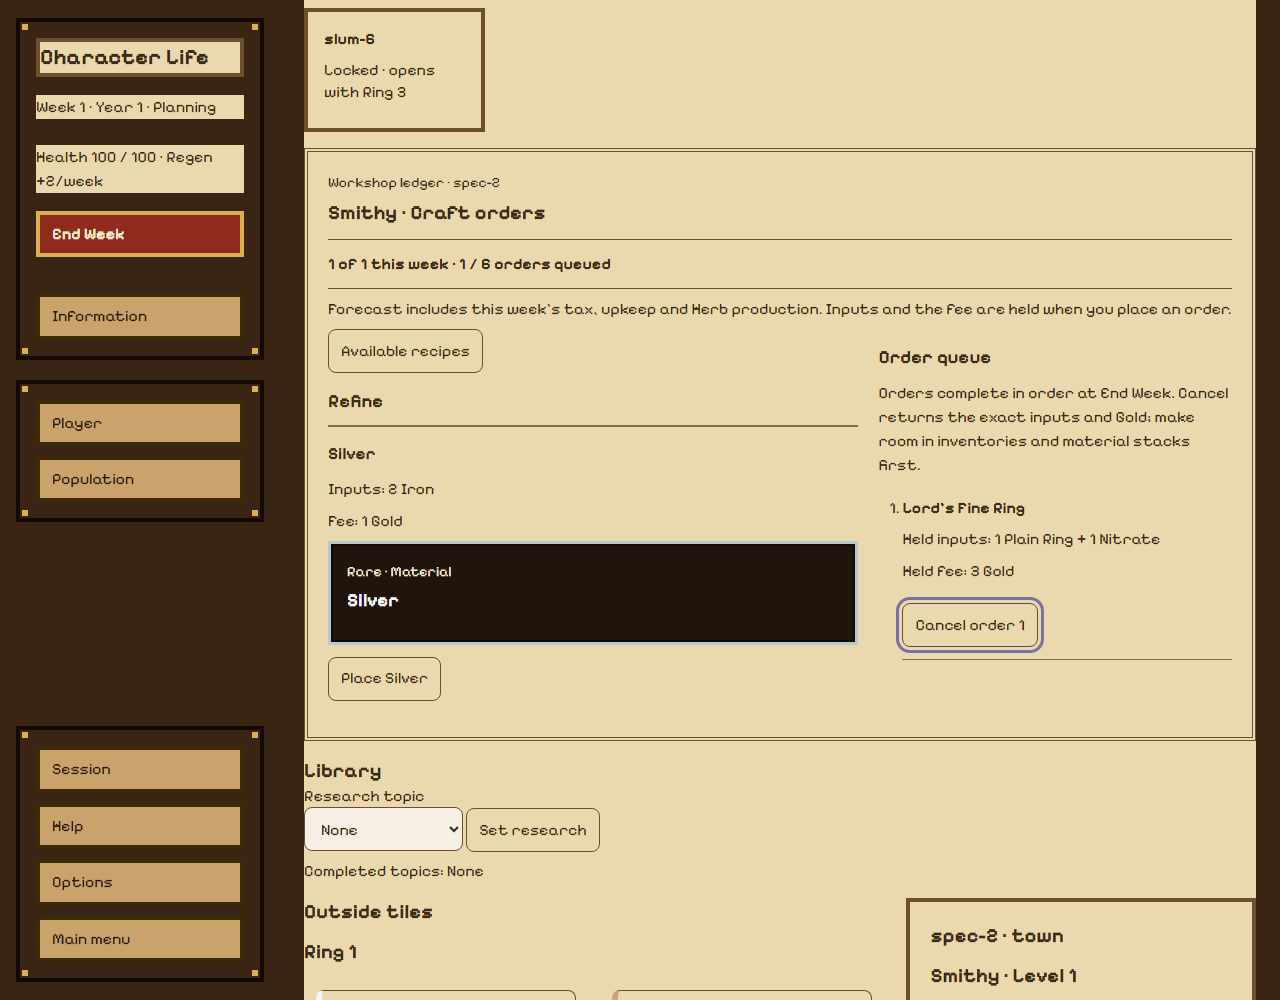 Character Life
Week 1 · Year 1 · Planning
Health 100 / 100 · Regen
+2/week
End Week
Information
Player
Population
Session
Help
Options
Main menu
slum-6
Locked · opens
with Ring 3
Workshop ledger · spec-2
Smithy · Craft orders
1 of 1 this week · 1 / 6 orders queued
Forecast includes this week's tax, upkeep and Herb production. Inputs and the fee are held when you place an order.
Available recipes
Refine
Silver
Inputs: 2 Iron
Fee: 1 Gold
Rare · Material
Silver
Place Silver
Order queue
Orders complete in order at End Week. Cancel
returns the exact inputs and Gold; make
room in inventories and material stacks
first.
1. Lord's Fine Ring
Held inputs: 1 Plain Ring + 1 Nitrate
Held fee: 3 Gold
Cancel order 1
Library
Research topic
None
Set research
Completed topics: None
Outside tiles
Ring 1
spec-2 · town
Smithy · Level 1